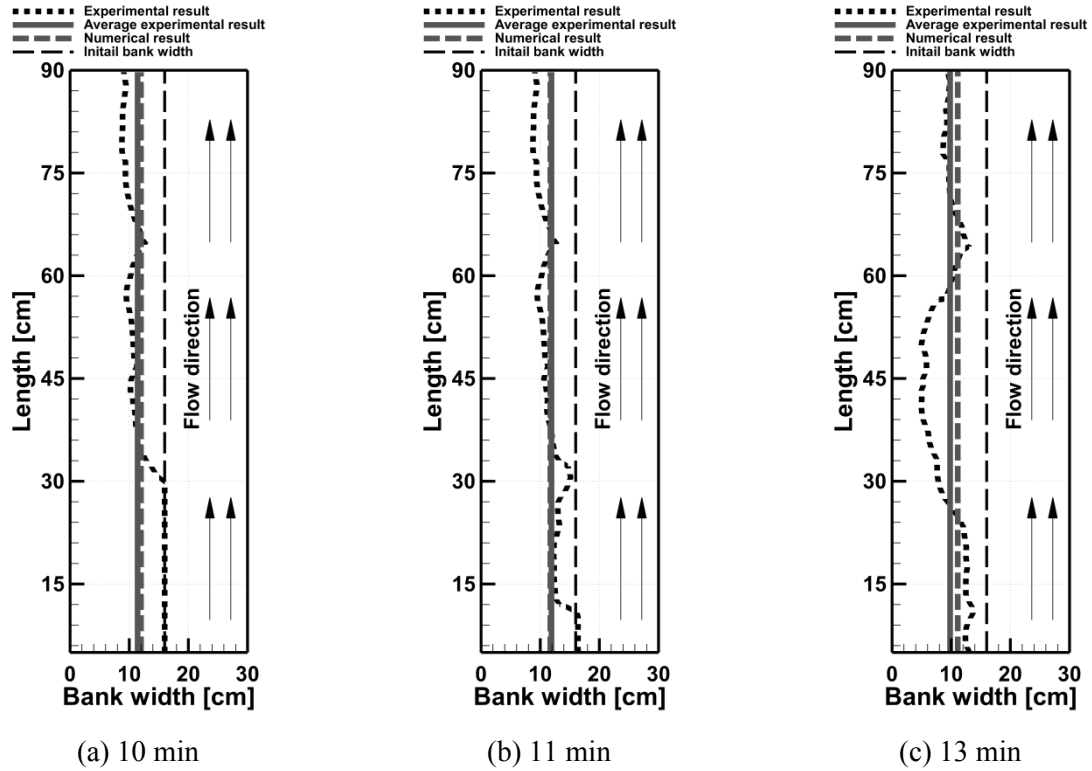 Experimental result
Average experimental result
Numerical result
Initail bank width
90
75
60
45
30
15
0 10 20 30
Length [cm]
Bank width [cm]
Flow direction
(a) 10 min
Experimental result
Average experimental result
Numerical result
Initail bank width
90
75
60
45
30
15
0 10 20 30
Length [cm]
Bank width [cm]
Flow direction
(b) 11 min
Experimental result
Average experimental result
Numerical result
Initail bank width
90
75
60
45
30
15
0 10 20 30
Length [cm]
Bank width [cm]
Flow direction
(c) 13 min